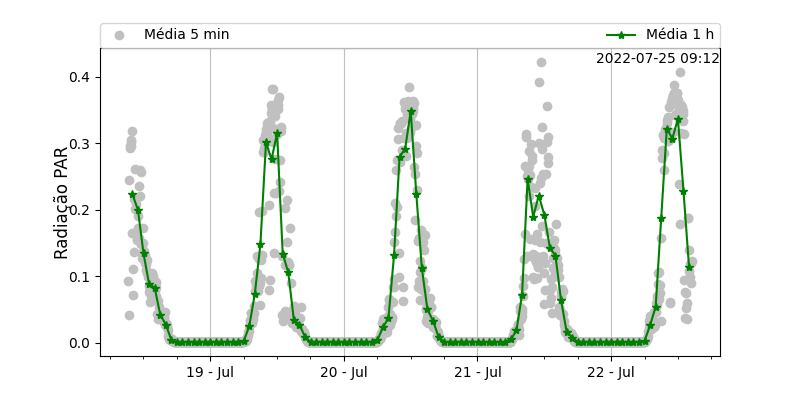 Média 5 min
Média 1 h
2022-07-25 09:12
Radiação PAR
0.4
0.3
0.2
0.1
0.0
19 - Jul
20 - Jul
21 - Jul
22 - Jul